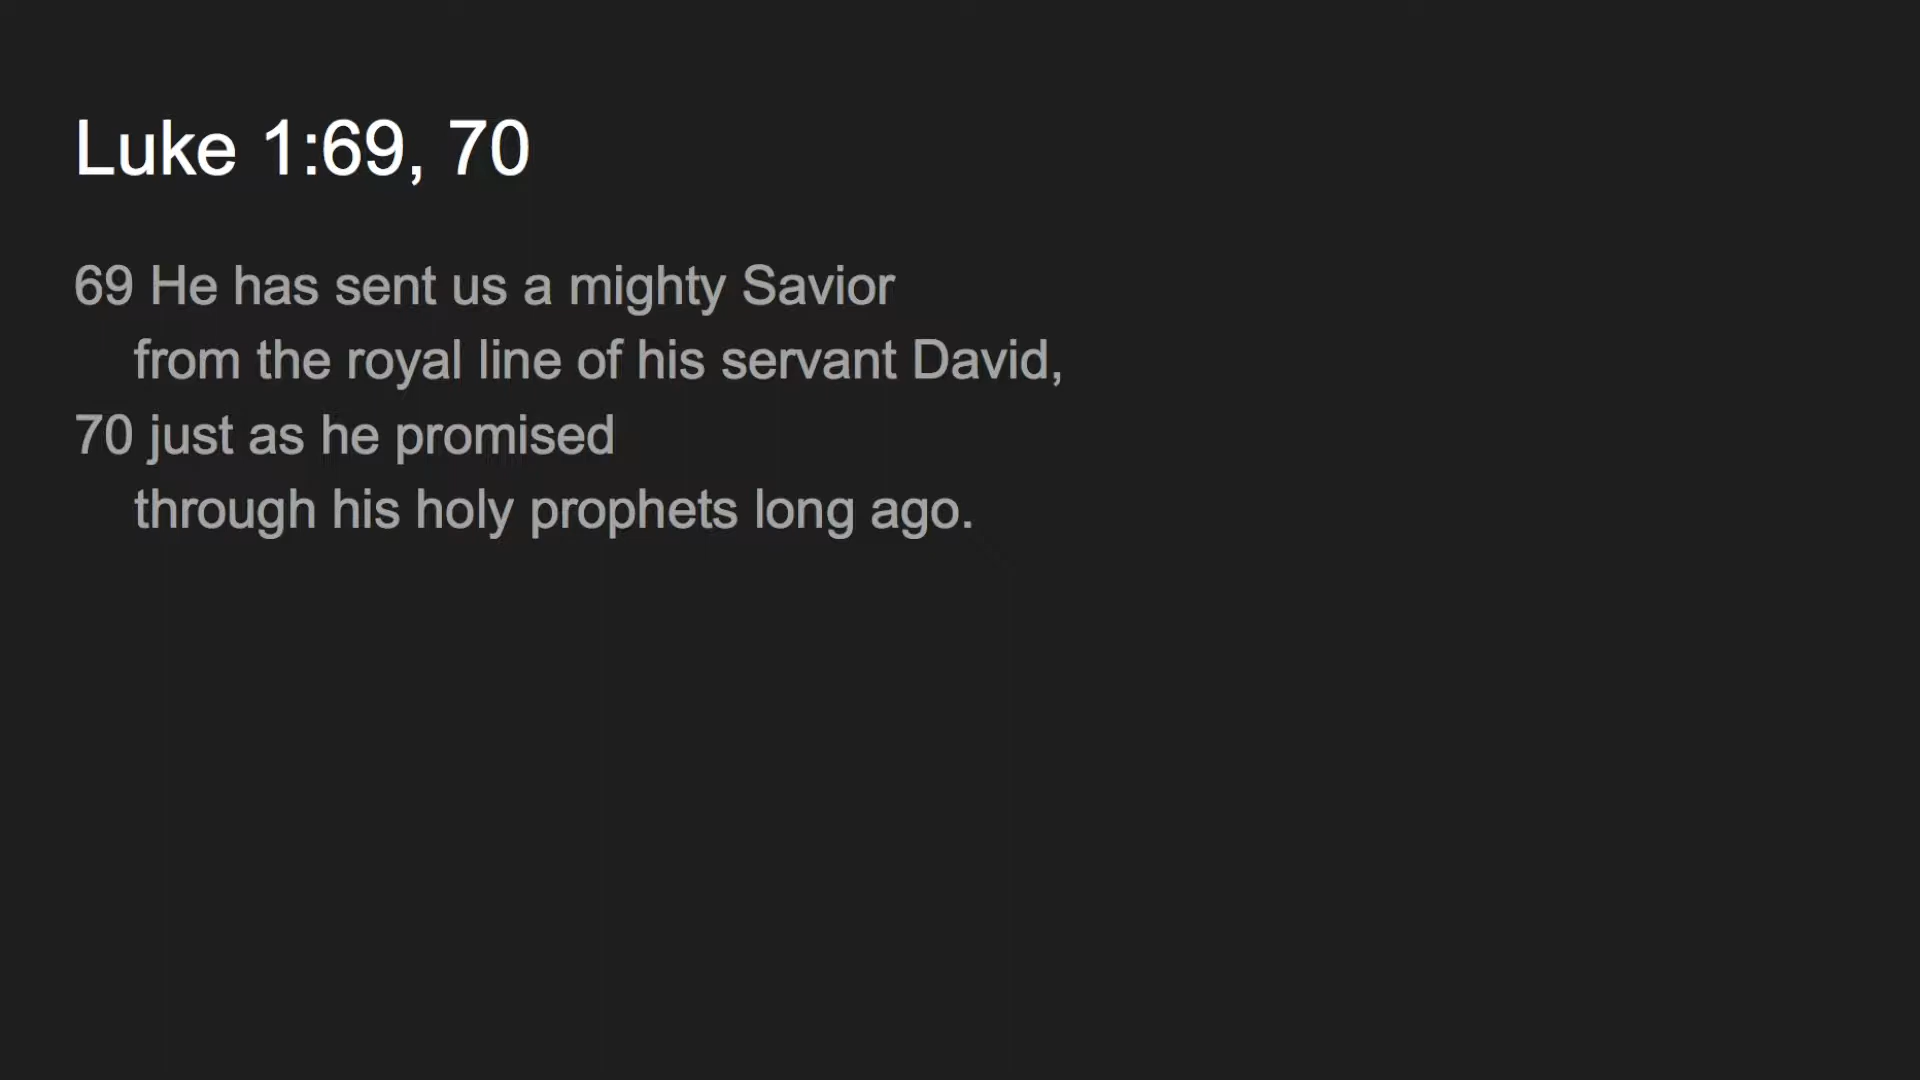 Luke 1:69, 70
69 He has sent us a mighty Savior
from the royal line of his servant David,
70 just as he promised
through his holy prophets long ago.